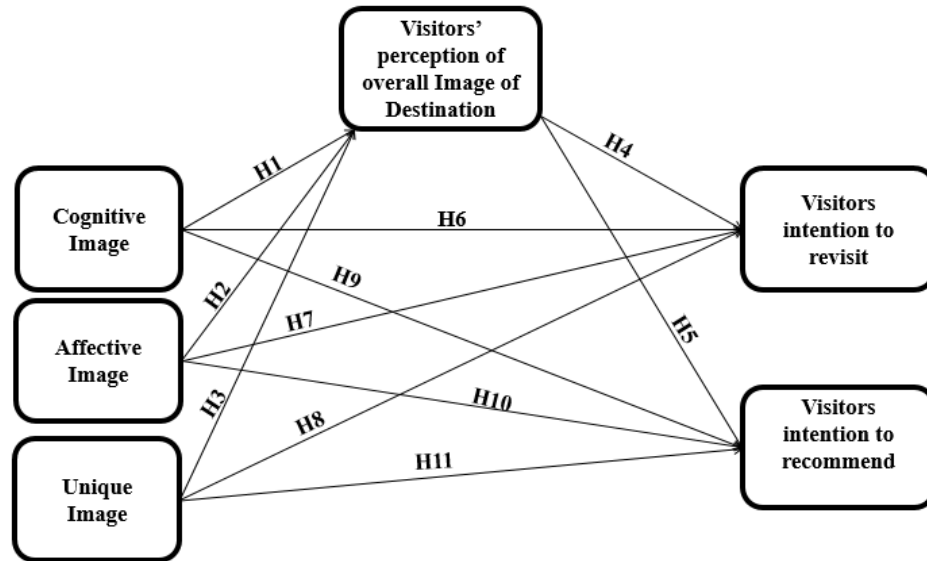 Visitors'
perception of
overall Image of
Destination
H1
H4
Cognitive
Image
H6
Visitors
intention to
revisit
H2
H9
H7
H5
Affective
Image
H3
H10
H8
Visitors
intention to
recommend
H11
Unique
Image